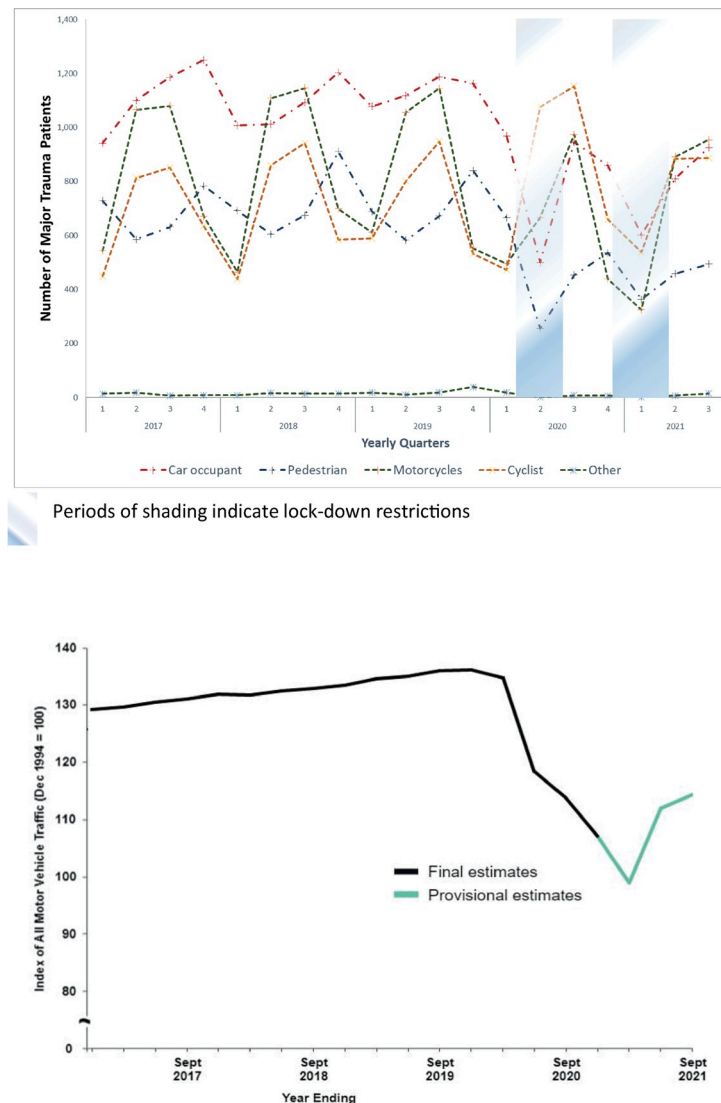 1,400
1,200
1,000
800
600
400
200
0
Number of Major Trauma Patients
1 2 3 4 1 2 3 4 1 2 3 4 1 2 3 4 1 2 3
2017 2018 2019 2020 2021
Yearly Quarters
Car occupant Pedestrian Motorcycles Cyclist Other
Periods of shading indicate lock-down restrictions
140
130
120
110
100
90
80
0
Index of All Motor Vehicle Traffic (Dec 1994 = 100)
Final estimates
Provisional estimates
Sept Sept Sept Sept Sept
2017 2018 2019 2020 2021
Year Ending